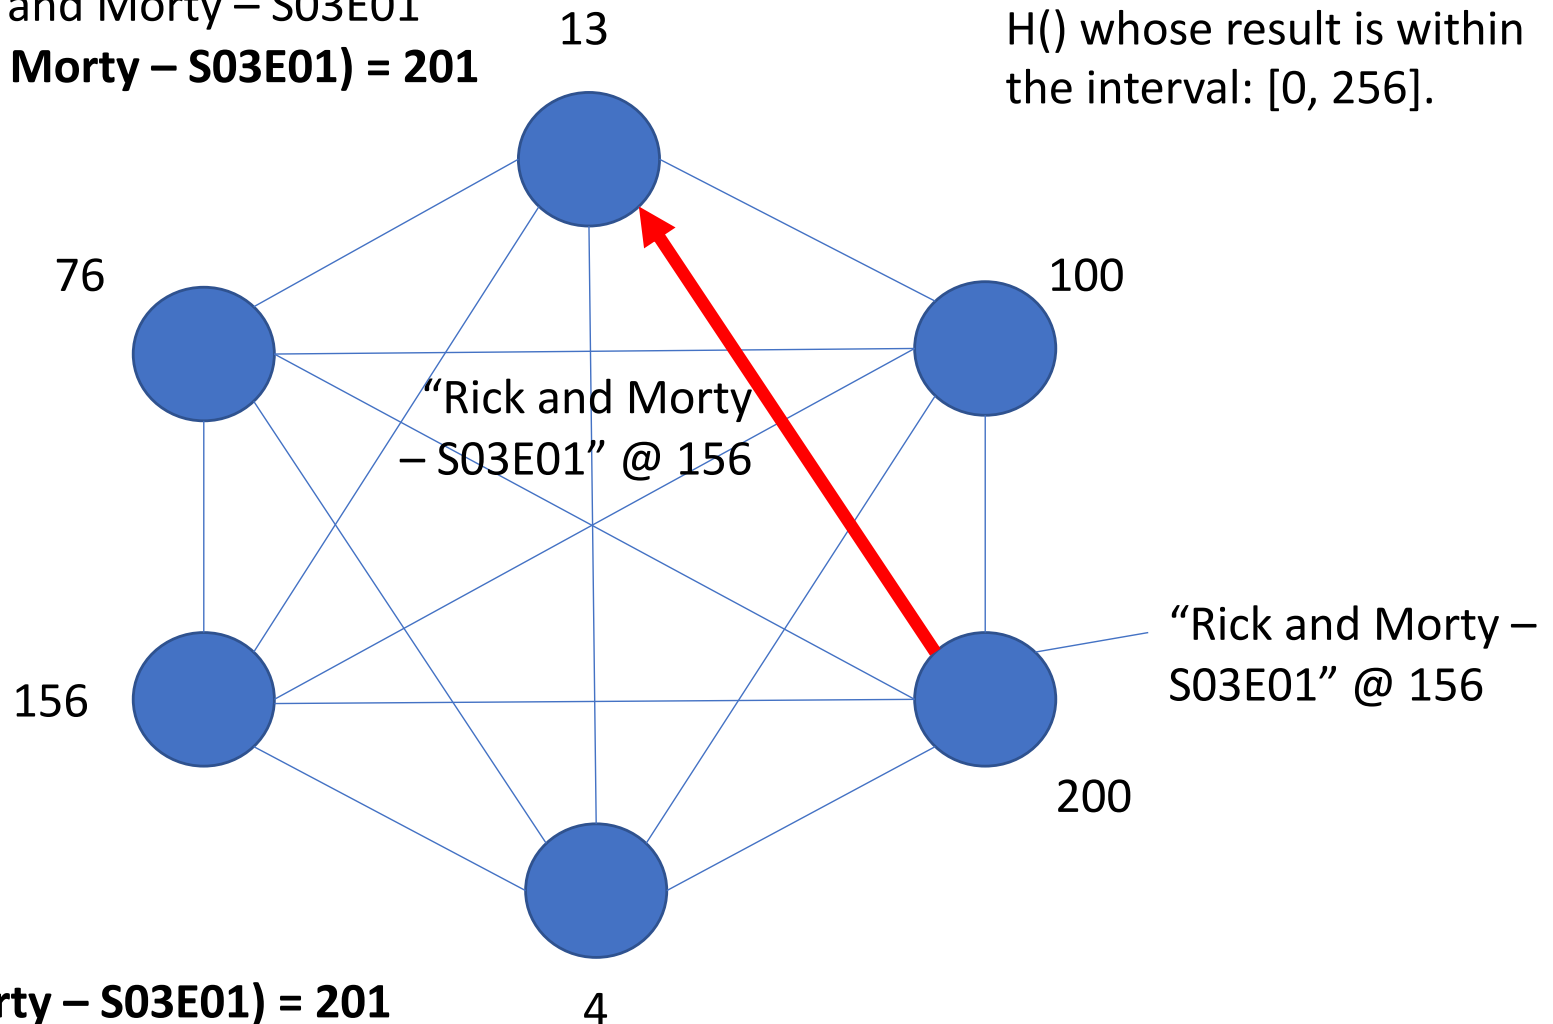 and Morty – S03E01
Morty – S03E01) = 201
13
H() whose result is within
the interval: [0, 256].
76
100
“Rick and Morty
– S03E01” @ 156
“Rick and Morty –
S03E01” @ 156
156
200
rty – S03E01) = 201
4